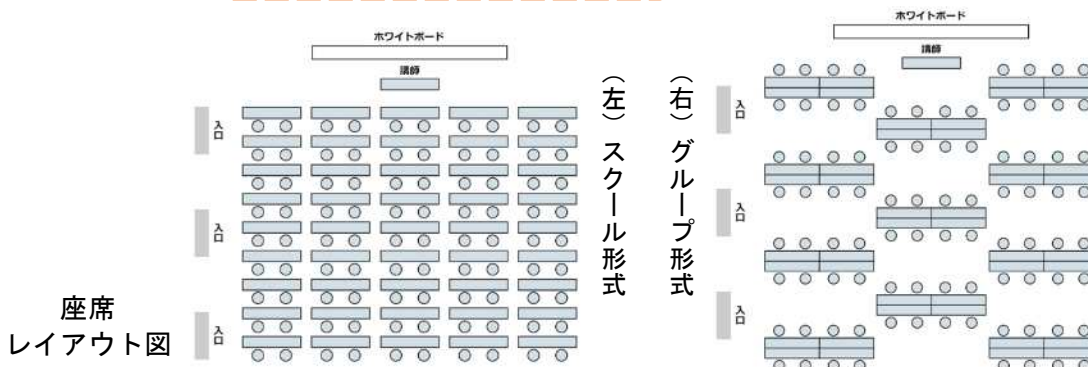 ホワイトボード
講師
入口
入口
入口
座席
レイアウト図
（左）スクール形式
（右）グループ形式
ホワイトボード
講師
入口
入口
入口